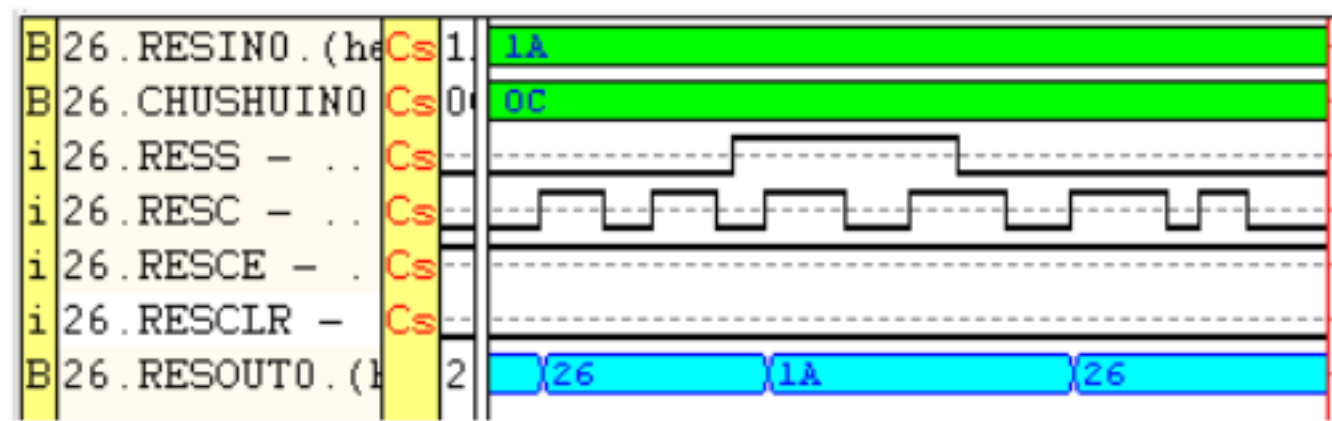 B 26.RESIN0.(he Cs 1. 1A
B 26.CHUSHUIN0 Cs 0 0C
i 26.RESS - .. Cs
i 26.RESC - .. Cs
i 26.RESCE - . Cs
i 26.RESCLR - Cs
B 26.RESOUT0.(h 2 26 1A 26